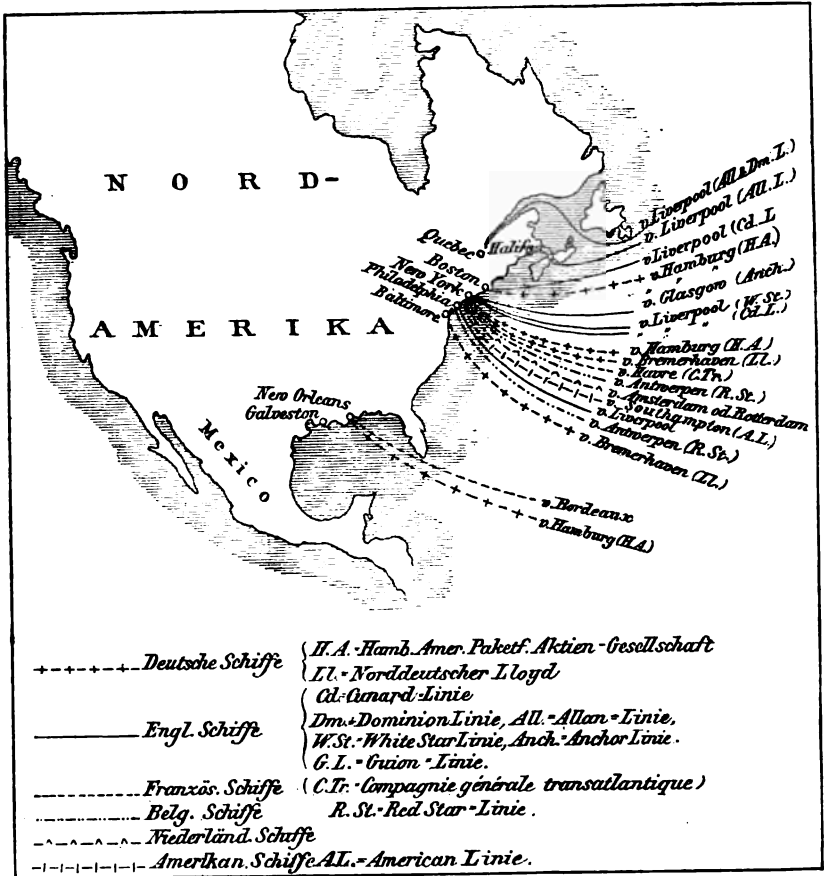 NORD-
AMERIKA
Mexico
Quebec
Halifax
Boston
New York
Philadelphia
Baltimore
New Orleans
Galveston
v. Liverpool (All.&Dm. L.)
v. Liverpool (All. L.)
v. Liverpool (Cd. L
v. Hamburg (H.A.)
" " "
v. Glasgow (Anch.)
v. Liverpool (W. St.)
" " (Cd. L.)
v. Hamburg (H.A)
v. Bremerhaven (Ll.)
v. Havre (C.Tr.)
v. Antwerpen (R. St.)
v. Amsterdam od. Rotterdam
v. Southampton (A.L.)
v. Liverpool
v. Antwerpen (R. St.)
v. Bremerhaven (Ll.)
v. Bordeaux
v. Hamburg (H.A.)
Deutsche Schiffe
H.A.-Hamb. Amer. Paketf. Aktien-Gesellschaft
Ll.-Norddeutscher Lloyd
Engl. Schiffe
Cd.-Cunard-Linie
Dm.-Dominion Linie, All.-Allan-Linie,
W.St.-White Star Linie, Anch.-Anchor Linie.
G.L.-Guion-Linie.
Französ. Schiffe (C.Tr.-Compagnie générale transatlantique)
Belg. Schiffe R. St.-Red Star-Linie.
Niederländ. Schiffe
Amerikan. Schiffe A.L.-American Linie.